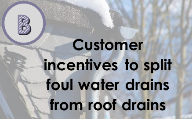 B
Customer
incentives to split
foul water drains
from roof drains